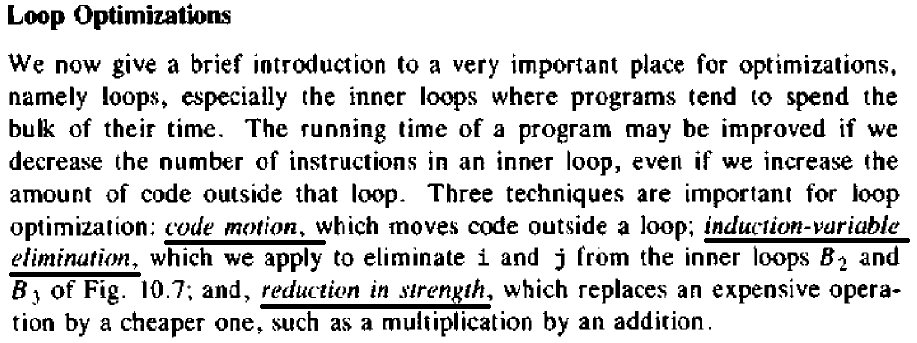 Loop Optimizations
We now give a brief introduction to a very important place for optimizations,
namely loops, especially the inner loops where programs tend to spend the
bulk of their time. The running time of a program may be improved if we
decrease the number of instructions in an inner loop, even if we increase the
amount of code outside that loop. Three techniques are important for loop
optimization: code motion, which moves code outside a loop; induction-variable
elimination, which we apply to eliminate i and j from the inner loops B₂ and
B₃ of Fig. 10.7; and, reduction in strength, which replaces an expensive opera-
tion by a cheaper one, such as a multiplication by an addition.